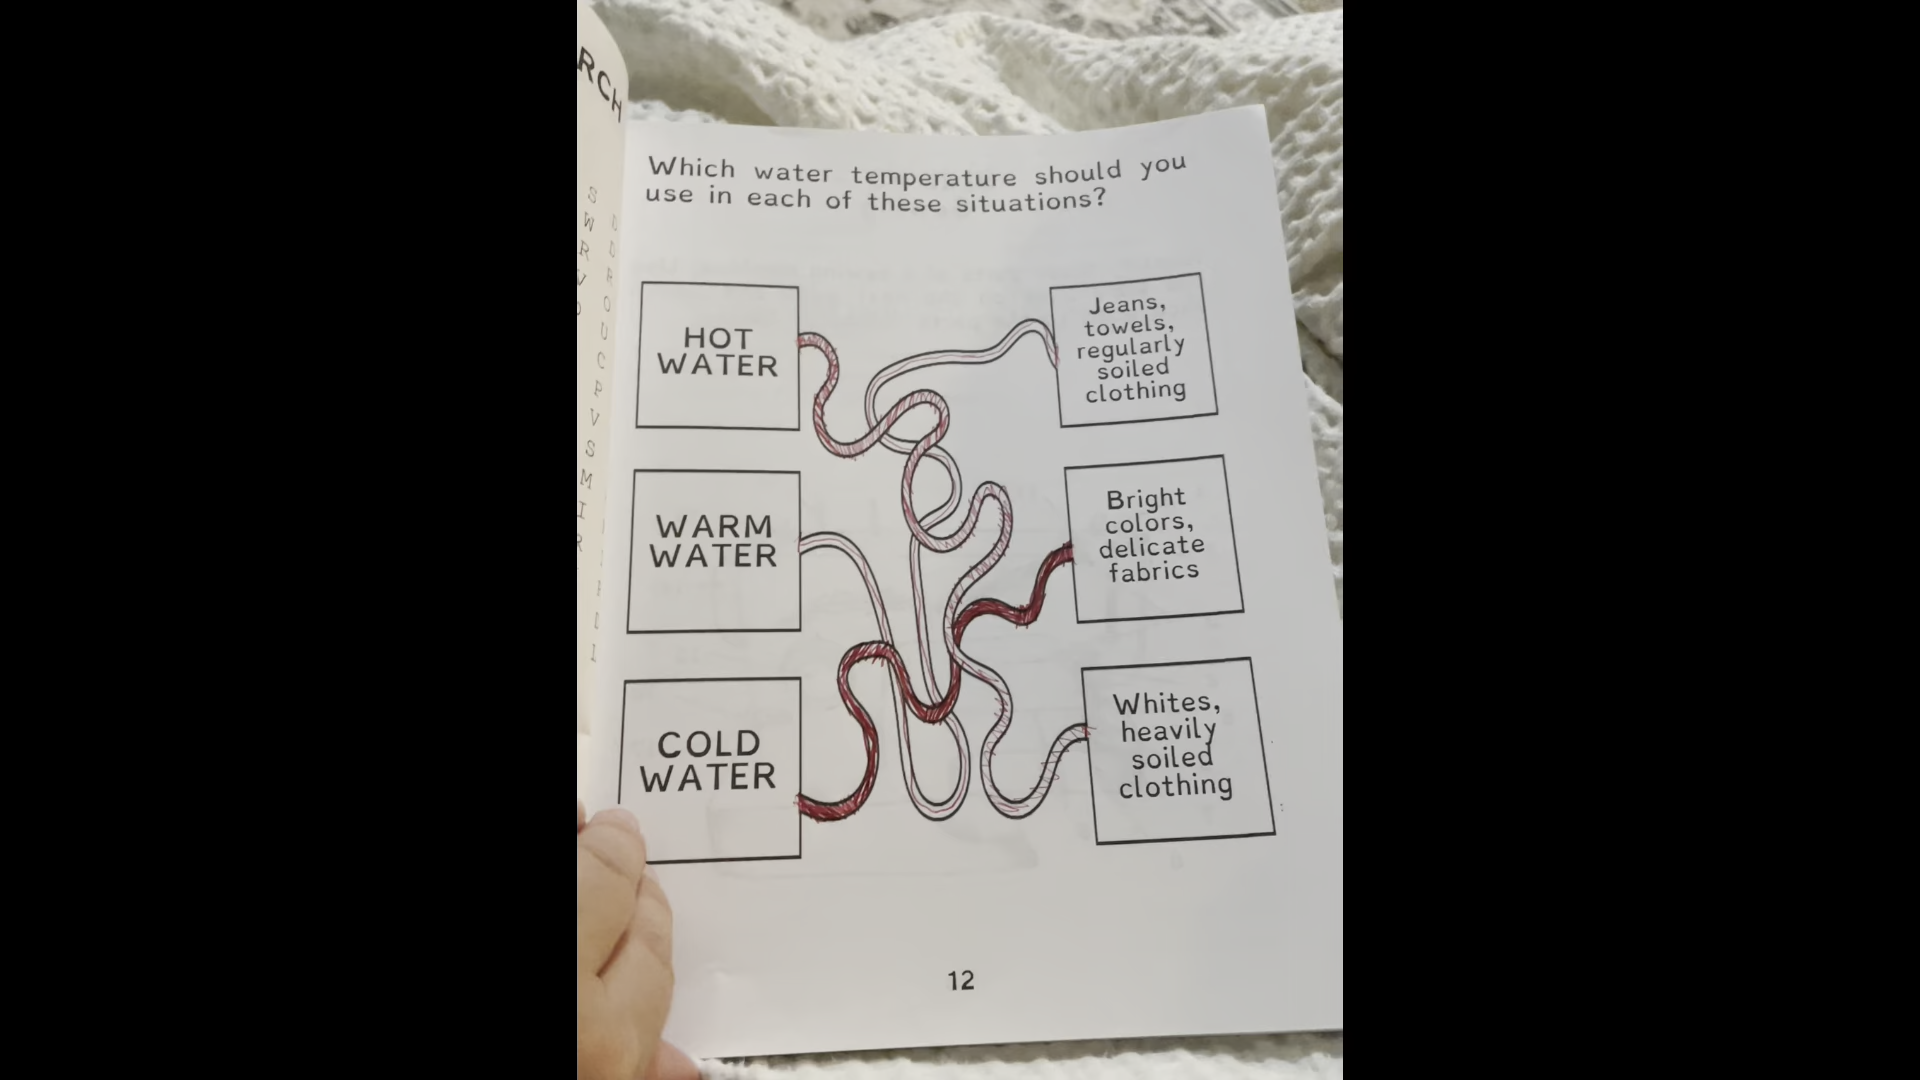 RCH
S
W
R
O
U
C
P
V
S
M
I
Which water temperature should you
use in each of these situations?
HOT
WATER
WARM
WATER
COLD
WATER
Jeans,
towels,
regularly
soiled
clothing
Bright
colors,
delicate
fabrics
Whites,
heavily
soiled
clothing
12